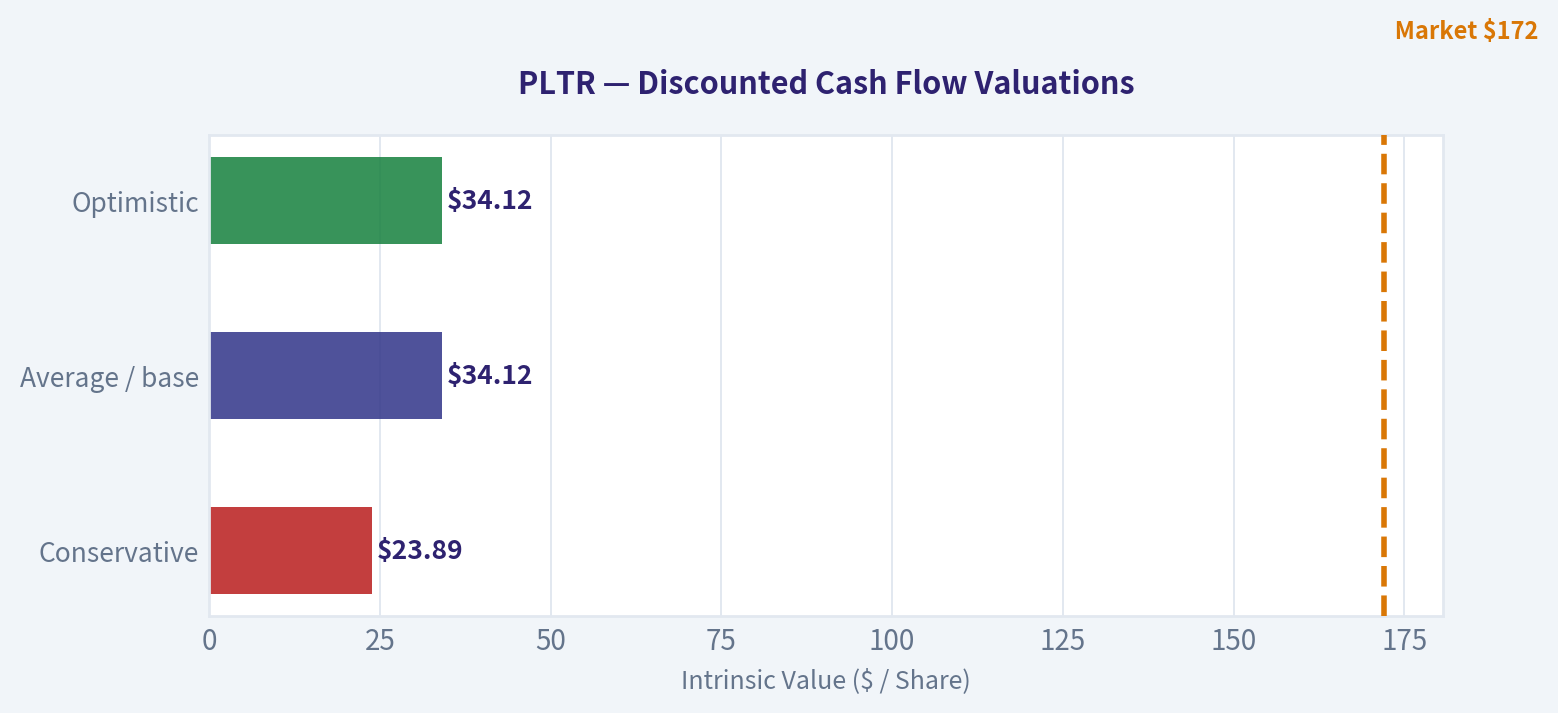 Market $172
PLTR — Discounted Cash Flow Valuations
Optimistic
$34.12
Average / base
$34.12
Conservative
$23.89
0 25 50 75 100 125 150 175
Intrinsic Value ($ / Share)